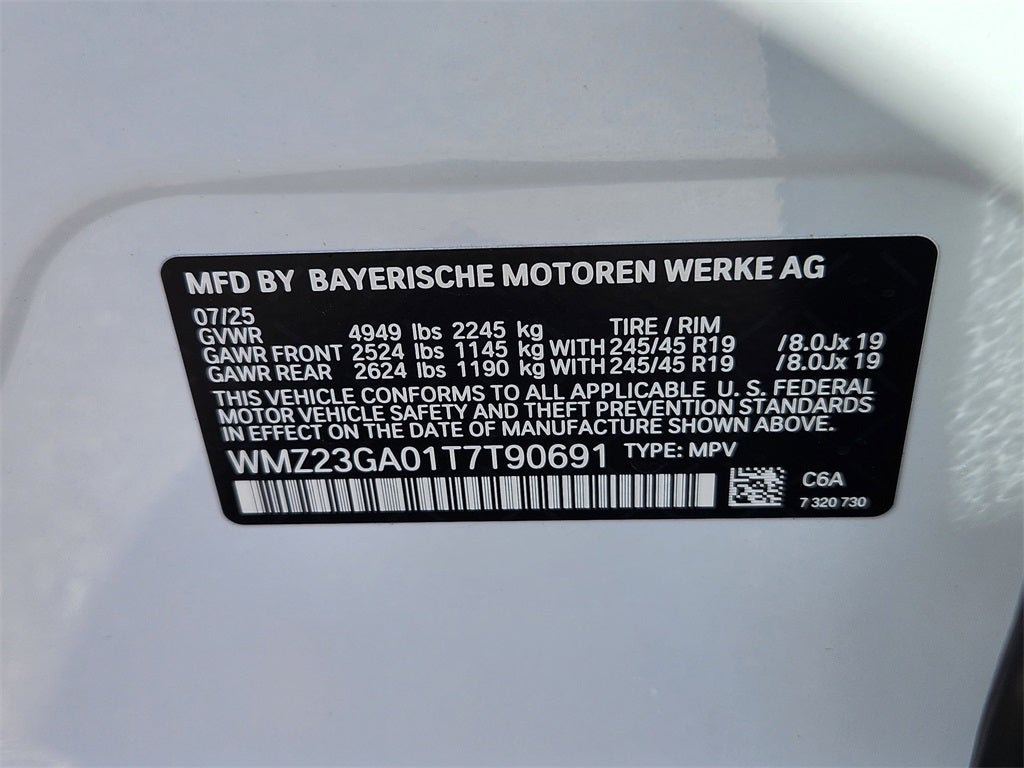 MFD BY BAYERISCHE MOTOREN WERKE AG
07/25
TIRE / RIM
GVWR 4949 lbs 2245 kg
GAWR FRONT 2524 lbs 1145 kg WITH 245/45 R19 /8.0Jx 19
GAWR REAR 2624 lbs 1190 kg WITH 245/45 R19 /8.0Jx 19
THIS VEHICLE CONFORMS TO ALL APPLICABLE U. S. FEDERAL
MOTOR VEHICLE SAFETY AND THEFT PREVENTION STANDARDS
IN EFFECT ON THE DATE OF MANUFACTURE SHOWN ABOVE.
WMZ23GA01T7T90691 TYPE: MPV
C6A
7 320 730